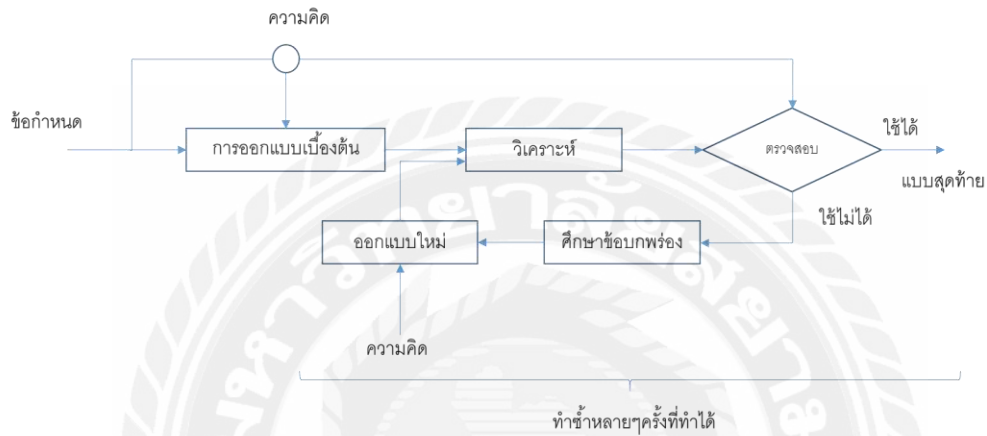 ความคิด
ข้อกำหนด
การออกแบบเบื้องต้น
วิเคราะห์
ตรวจสอบ
ใช้ได้
แบบสุดท้าย
ใช้ไม่ได้
ออกแบบใหม่
ศึกษาข้อบกพร่อง
ความคิด
ทำซ้ำหลายๆครั้งที่ทำได้